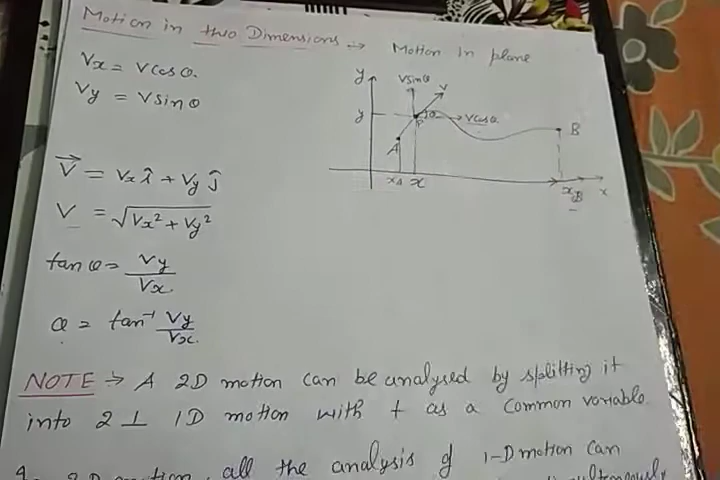 Motion in two Dimensions → Motion in plane
Vx = V cos θ.
Vy = V sin θ
V⃗ = Vx î + Vy ĵ
V = √(Vx² + Vy²)
tan θ = Vy/Vx.
θ = tan⁻¹ Vy/Vx.
y
V sin θ
V
y
P
θ
V cos θ.
A
B
xA
x
xB
x
NOTE → A 2D motion can be analysed by splitting it
into 2 ⊥ 1D motion with t as a common variable.
all the analysis of 1-D motion can